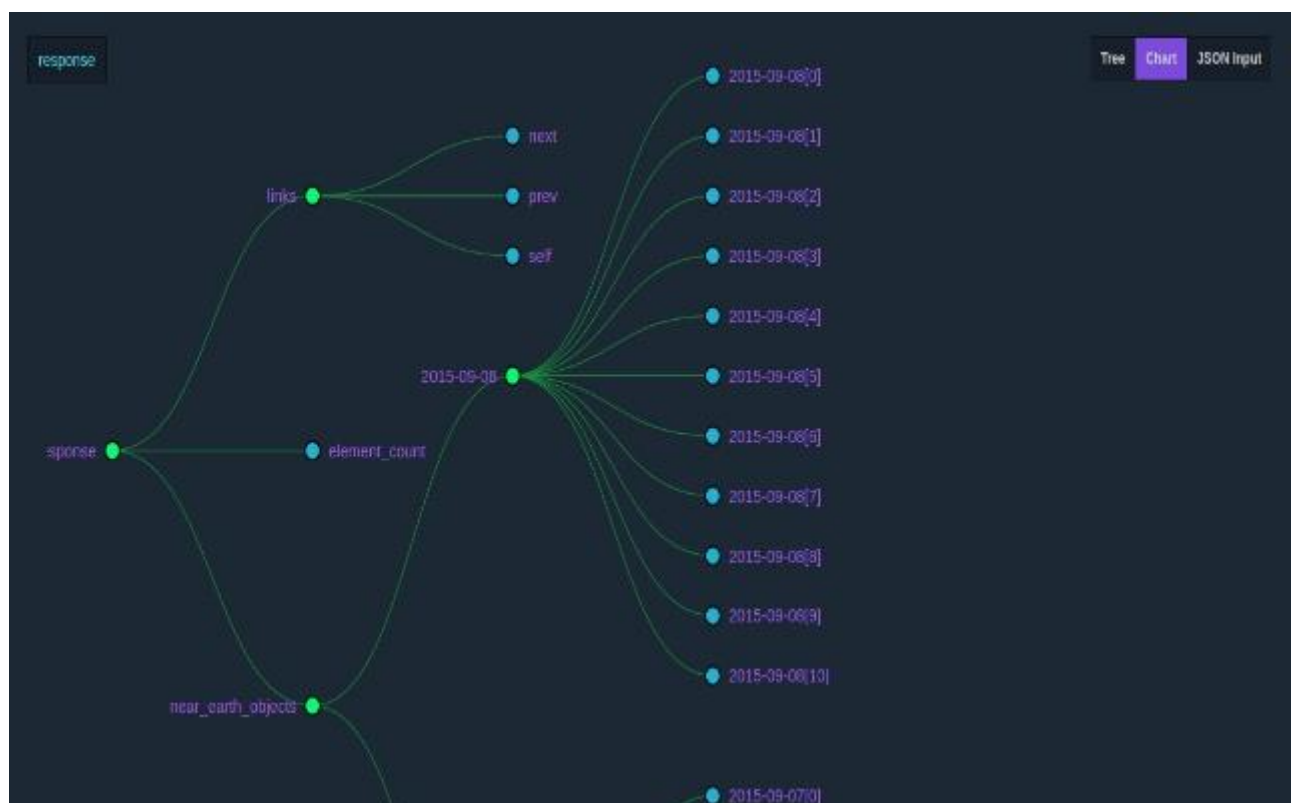 response
Tree Chart JSON Input
2015-09-08[0]
next
2015-09-08[1]
links
prev
2015-09-08[2]
self
2015-09-08[3]
2015-09-08[4]
2015-09-08
2015-09-08[5]
2015-09-08[6]
sponse
element_count
2015-09-08[7]
2015-09-08[8]
2015-09-08[9]
2015-09-08[10]
near_earth_objects
2015-09-07[0]